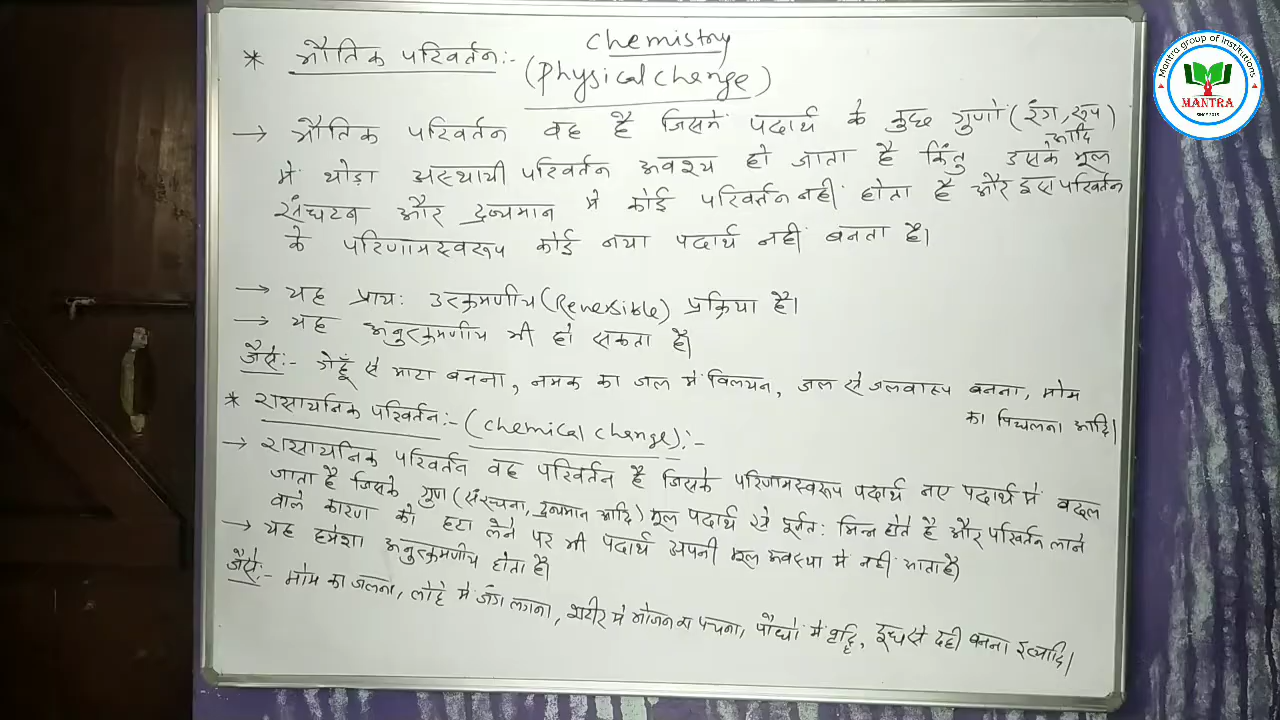 Chemistry
* भौतिक परिवर्तन:- (Physical change)
→ भौतिक परिवर्तन वह है जिसके पदार्थ के कुछ गुणों (रंग, रूप आदि)
में थोड़ा अस्थायी परिवर्तन अवश्य हो जाता है किंतु उसके मूल
संघटन और द्रव्यमान में कोई परिवर्तन नहीं होता है और इस परिवर्तन
के परिणामस्वरूप कोई नया पदार्थ नहीं बनता है।
→ यह प्रायः उत्क्रमणीय (Reversible) प्रक्रिया है।
→ यह अनुत्क्रमणीय भी हो सकता है।
जैसे:- गेहूँ से आटा बनना, नमक का जल में विलयन, जल से जलवाष्प बनना, मोम
का पिघलना आदि।
* रासायनिक परिवर्तन:- (Chemical change):-
→ रासायनिक परिवर्तन वह परिवर्तन है जिसके परिणामस्वरूप पदार्थ नए पदार्थ में बदल
जाता है जिसके गुण (संरचना, द्रव्यमान आदि) मूल पदार्थ से पूर्णत: भिन्न होते है और परिवर्तन लाने
वाले कारण को हटा लेने पर भी पदार्थ अपनी मूल अवस्था में नहीं आता है।
→ यह हमेशा अनुत्क्रमणीय होता है।
जैसे:- मोम का जलना, लोहे में जंग लगना, शरीर में भोजन का पचना, पौधों में वृद्धि, दूध से दही बनना इत्यादि।
Mantra group of Institutions
MANTRA